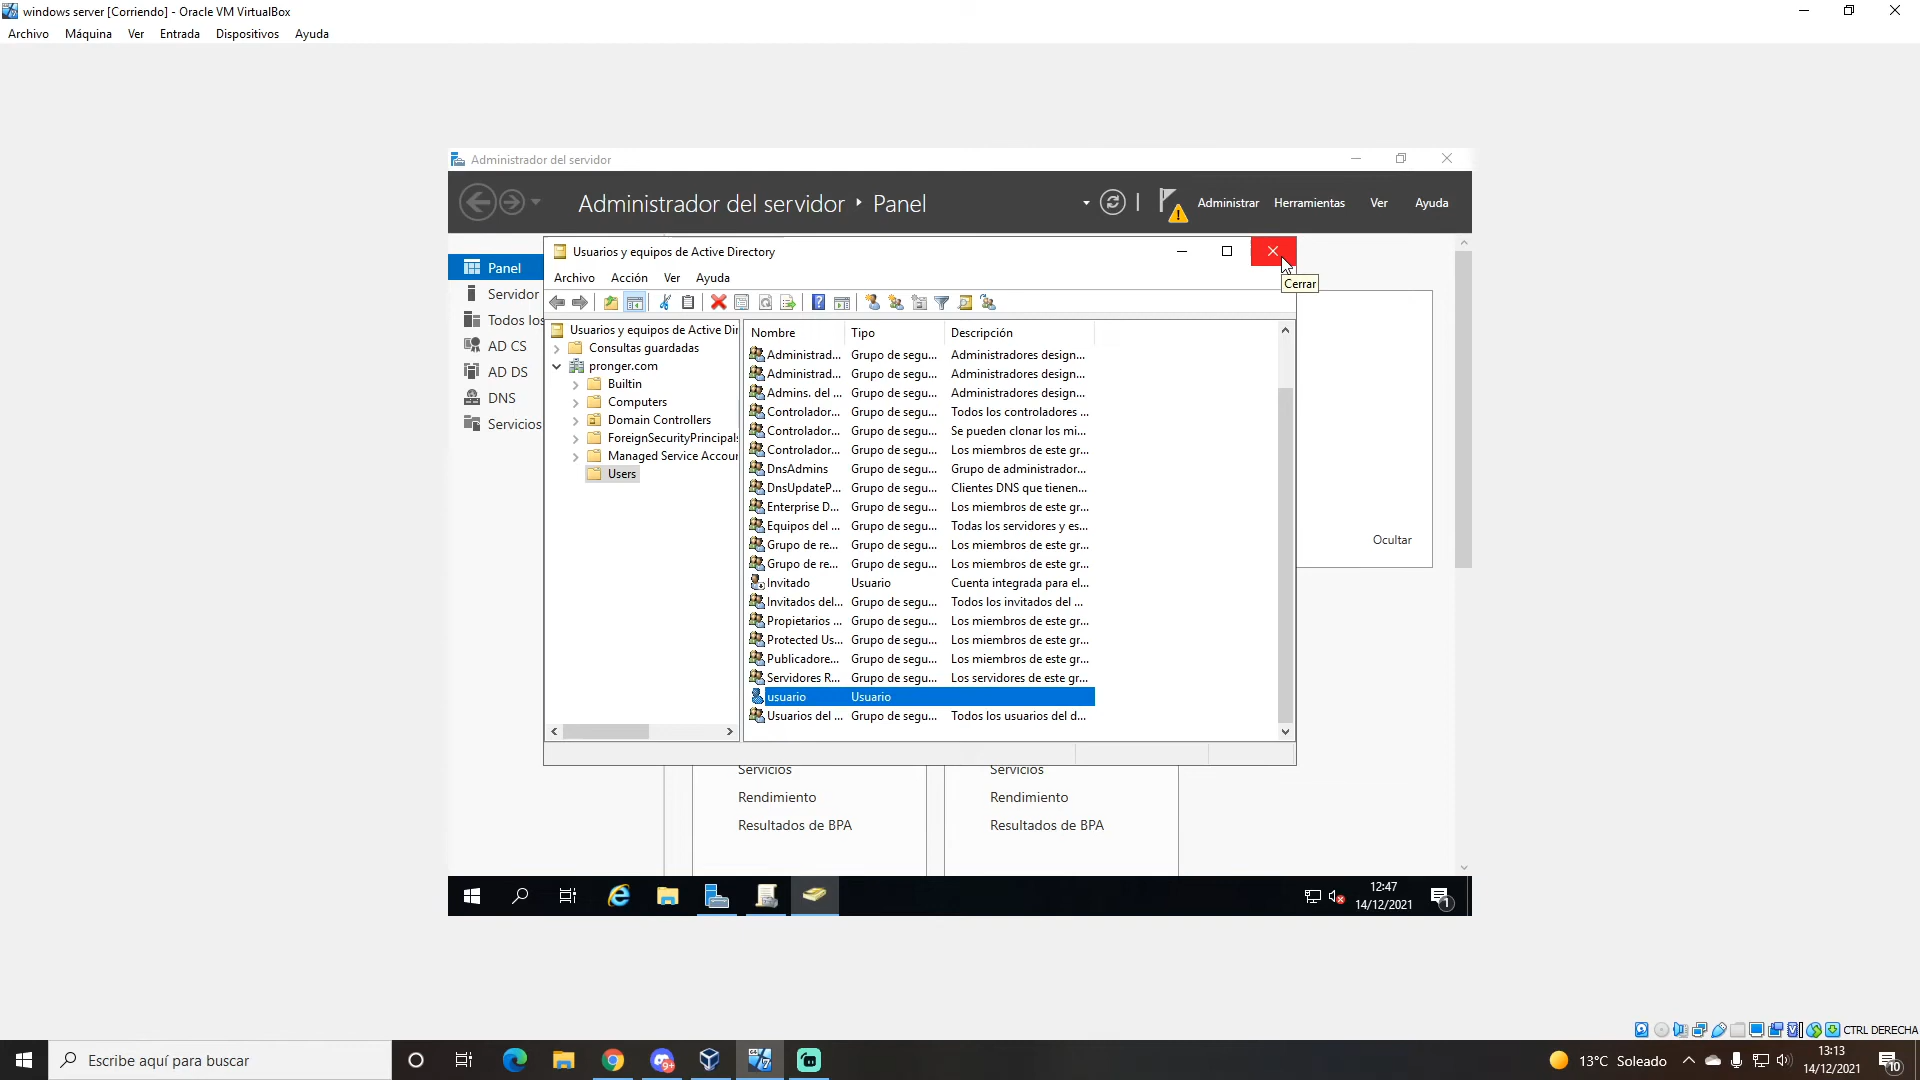 windows server [Corriendo] - Oracle VM VirtualBox
Archivo Máquina Ver Entrada Dispositivos Ayuda
Administrador del servidor
Administrador del servidor Panel
Administrar Herramientas Ver Ayuda
Panel
Servidor
Todos los
AD CS
AD DS
DNS
Servicios
Usuarios y equipos de Active Directory
Cerrar
Archivo Acción Ver Ayuda
Usuarios y equipos de Active Dir
Consultas guardadas
pronger.com
Builtin
Computers
Domain Controllers
ForeignSecurityPrincipals
Managed Service Accour
Users
Nombre Tipo Descripción
Administrad... Grupo de segu... Administradores design...
Administrad... Grupo de segu... Administradores design...
Admins. del ... Grupo de segu... Administradores design...
Controlador... Grupo de segu... Todos los controladores ...
Controlador... Grupo de segu... Se pueden clonar los mi...
Controlador... Grupo de segu... Los miembros de este gr...
DnsAdmins Grupo de segu... Grupo de administrador...
DnsUpdateP... Grupo de segu... Clientes DNS que tienen...
Enterprise D... Grupo de segu... Los miembros de este gr...
Equipos del ... Grupo de segu... Todas los servidores y es...
Grupo de re... Grupo de segu... Los miembros de este gr...
Grupo de re... Grupo de segu... Los miembros de este gr...
Invitado Usuario Cuenta integrada para el...
Invitados del... Grupo de segu... Todos los invitados del ...
Propietarios ... Grupo de segu... Los miembros de este gr...
Protected Us... Grupo de segu... Los miembros de este gr...
Publicadore... Grupo de segu... Los miembros de este gr...
Servidores R... Grupo de segu... Los servidores de este gr...
usuario Usuario
Usuarios del ... Grupo de segu... Todos los usuarios del d...
Ocultar
Servicios Servicios
Rendimiento Rendimiento
Resultados de BPA Resultados de BPA
12:47
14/12/2021
1
CTRL DERECHA
Escribe aquí para buscar
9+
13°C Soleado
13:13
14/12/2021
10